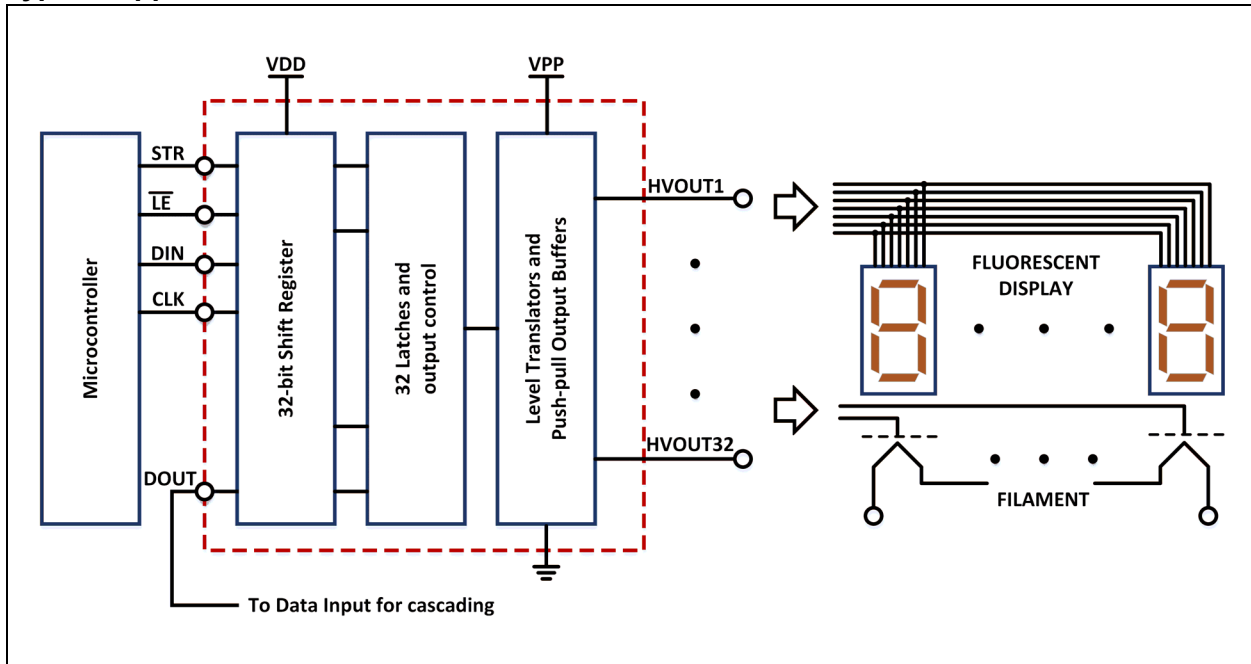 VDD
VPP
Microcontroller
STR
L̅E̅
DIN
CLK
DOUT
32-bit Shift Register
32 Latches and
output control
Level Translators and
Push-pull Output Buffers
HVOUT1
HVOUT32
FLUORESCENT
DISPLAY
FILAMENT
To Data Input for cascading